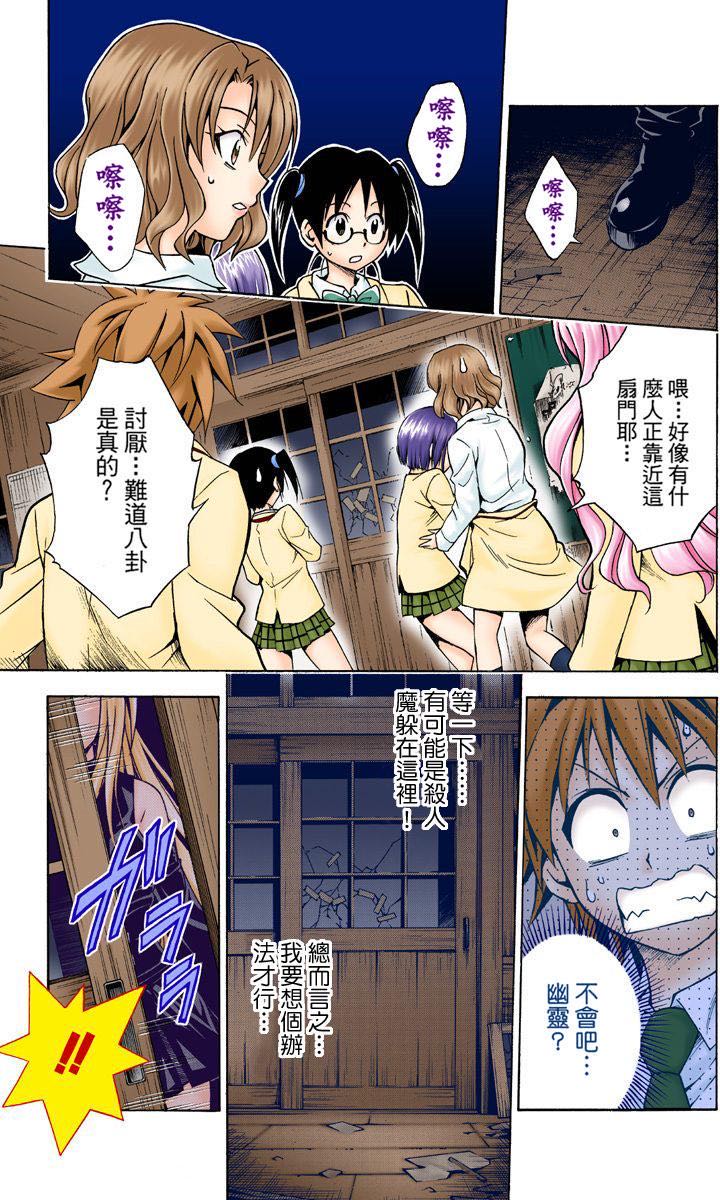 嚓嚓…
嚓嚓…
嚓嚓…
喂…好像有什
麼人正靠近這
扇門耶…
討厭…難道八卦
是真的？
不會吧…
幽靈？
等一下……
有可能是殺人
魔躲在這裡！
總而言之…
我要想個辦
法才行…
ガララ
!!